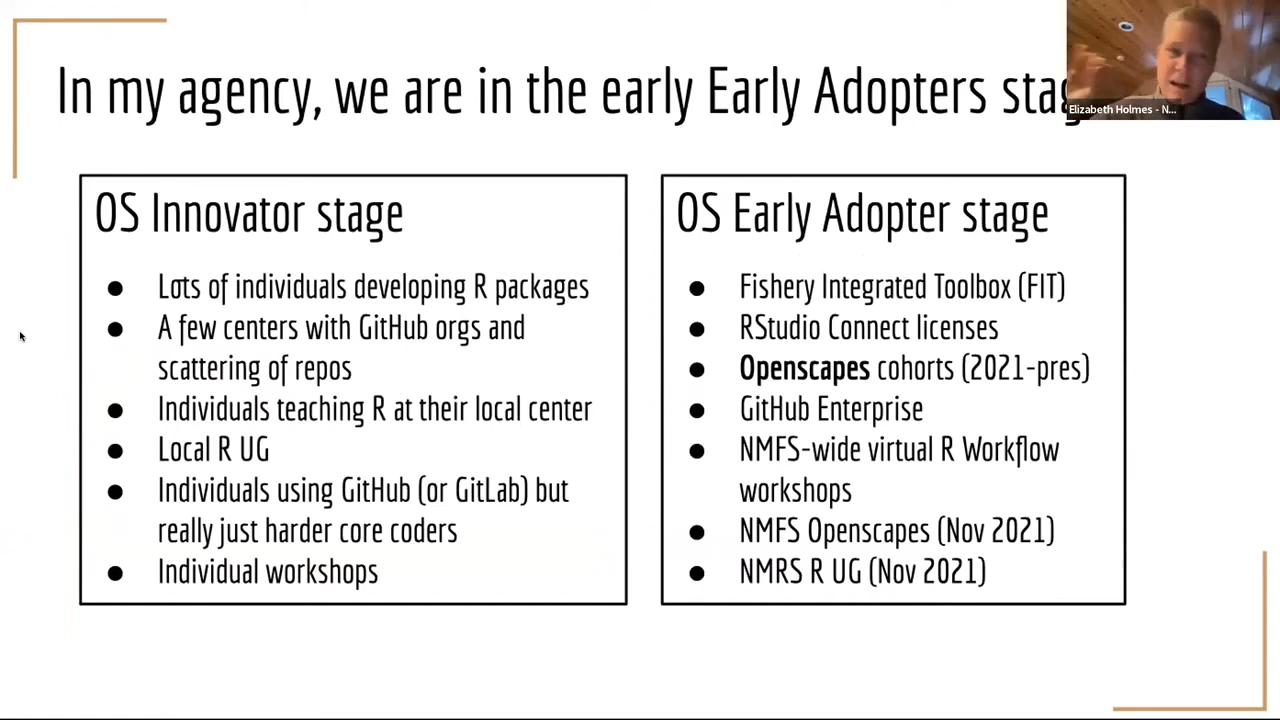 In my agency, we are in the early Early Adopters stag
Elizabeth Holmes - N...
OS Innovator stage
● Lots of individuals developing R packages
● A few centers with GitHub orgs and
scattering of repos
● Individuals teaching R at their local center
● Local R UG
● Individuals using GitHub (or GitLab) but
really just harder core coders
● Individual workshops
OS Early Adopter stage
● Fishery Integrated Toolbox (FIT)
● RStudio Connect licenses
● Openscapes cohorts (2021-pres)
● GitHub Enterprise
● NMFS-wide virtual R Workflow
workshops
● NMFS Openscapes (Nov 2021)
● NMRS R UG (Nov 2021)